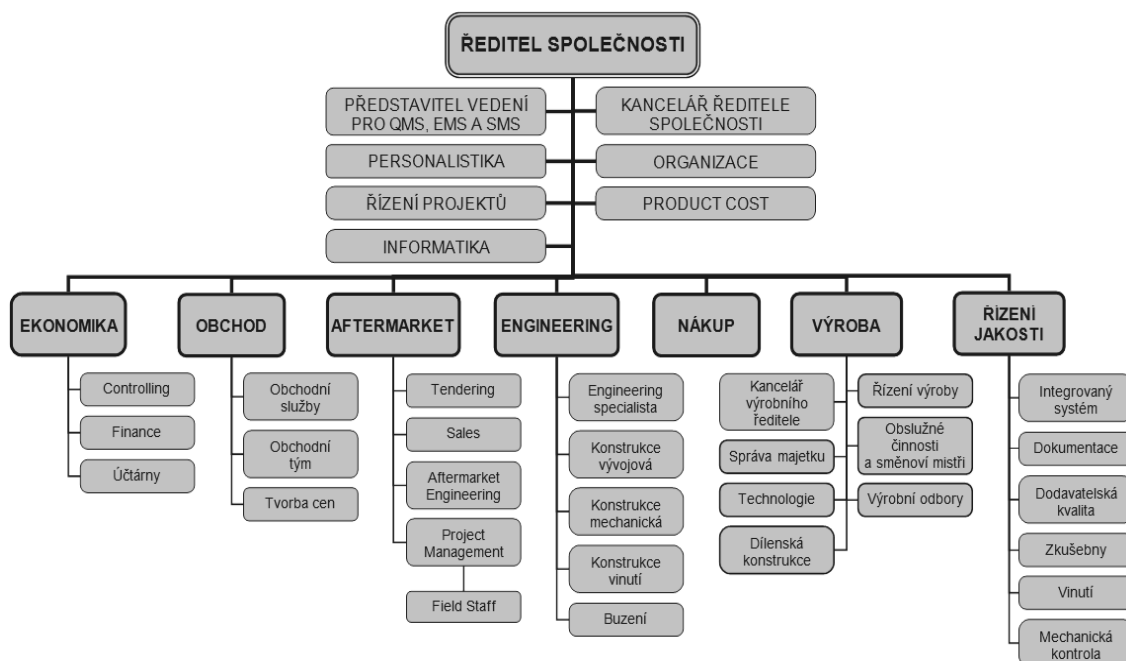 ŘEDITEL SPOLEČNOSTI
PŘEDSTAVITEL VEDENÍ
PRO QMS, EMS A SMS
KANCELÁŘ ŘEDITELE
SPOLEČNOSTI
PERSONALISTIKA
ORGANIZACE
ŘÍZENÍ PROJEKTŮ
PRODUCT COST
INFORMATIKA
EKONOMIKA
OBCHOD
AFTERMARKET
ENGINEERING
NÁKUP
VÝROBA
ŘÍZENÍ
JAKOSTI
Controlling
Finance
Účtárny
Obchodní
služby
Obchodní
tým
Tvorba cen
Tendering
Sales
Aftermarket
Engineering
Project
Management
Field Staff
Engineering
specialista
Konstrukce
vývojová
Konstrukce
mechanická
Konstrukce
vinutí
Buzení
Kancelář
výrobního
ředitele
Správa majetku
Technologie
Dílenská
konstrukce
Řízení výroby
Obslužné
činnosti
a směnoví mistři
Výrobní odbory
Integrovaný
systém
Dokumentace
Dodavatelská
kvalita
Zkušebny
Vinutí
Mechanická
kontrola